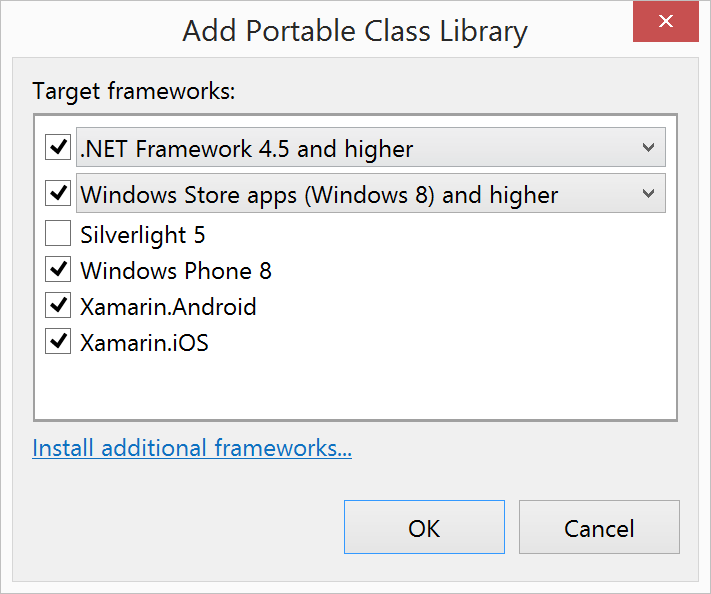 Add Portable Class Library
Target frameworks:
.NET Framework 4.5 and higher
Windows Store apps (Windows 8) and higher
Silverlight 5
Windows Phone 8
Xamarin.Android
Xamarin.iOS
Install additional frameworks...
OK
Cancel